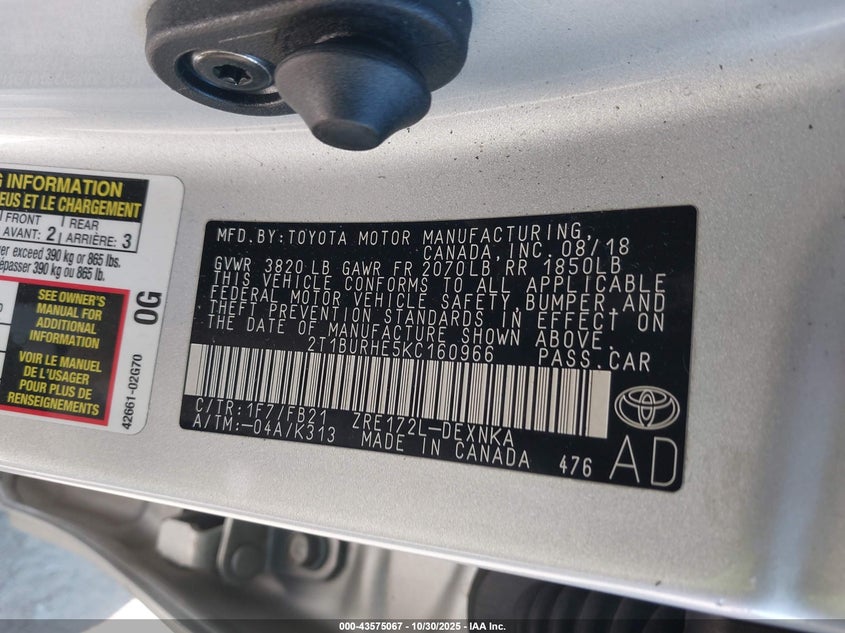 G INFORMATION
EUS ET LE CHARGEMENT
FRONT REAR
AVANT: 2 ARRIÈRE: 3
ver exceed 390 kg or 865 lbs.
épasser 390 kg ou 865 lb.
SEE OWNER'S
MANUAL FOR
ADDITIONAL
INFORMATION
VOIR LE MANUEL
DE L'USAGER
POUR PLUS DE
RENSEIGNEMENTS
0G
42661-02G70
MFD.BY:TOYOTA MOTOR MANUFACTURING,
CANADA,INC. 08/18
GVWR 3820LB GAWR FR 2070LB RR 1850LB
THIS VEHICLE CONFORMS TO ALL APPLICABLE
FEDERAL MOTOR VEHICLE SAFETY, BUMPER,AND
THEFT PREVENTION STANDARDS IN EFFECT ON
THE DATE OF MANUFACTURE SHOWN ABOVE.
2T1BURHE5KC160966 PASS.CAR
C/TR:1F7/FB21 ZRE172L-DEXNKA
A/TM:-04A/K313 MADE IN CANADA 476 AD
000-43575067 | 10/30/2025 - IAA Inc.